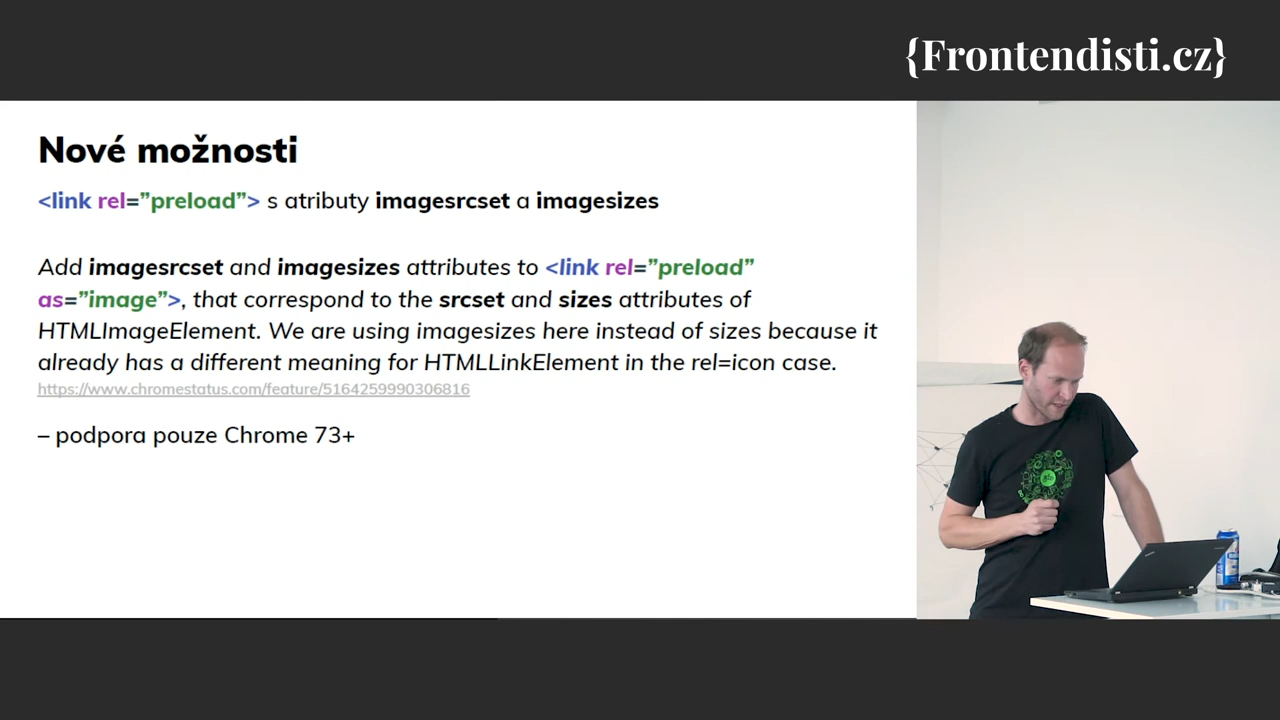 {Frontendisti.cz}
Nové možnosti
<link rel=”preload”> s atributy imagesrcset a imagesizes
Add imagesrcset and imagesizes attributes to <link rel=”preload”
as=”image”>, that correspond to the srcset and sizes attributes of
HTMLImageElement. We are using imagesizes here instead of sizes because it
already has a different meaning for HTMLLinkElement in the rel=icon case.
https://www.chromestatus.com/feature/5164259990306816
– podpora pouze Chrome 73+